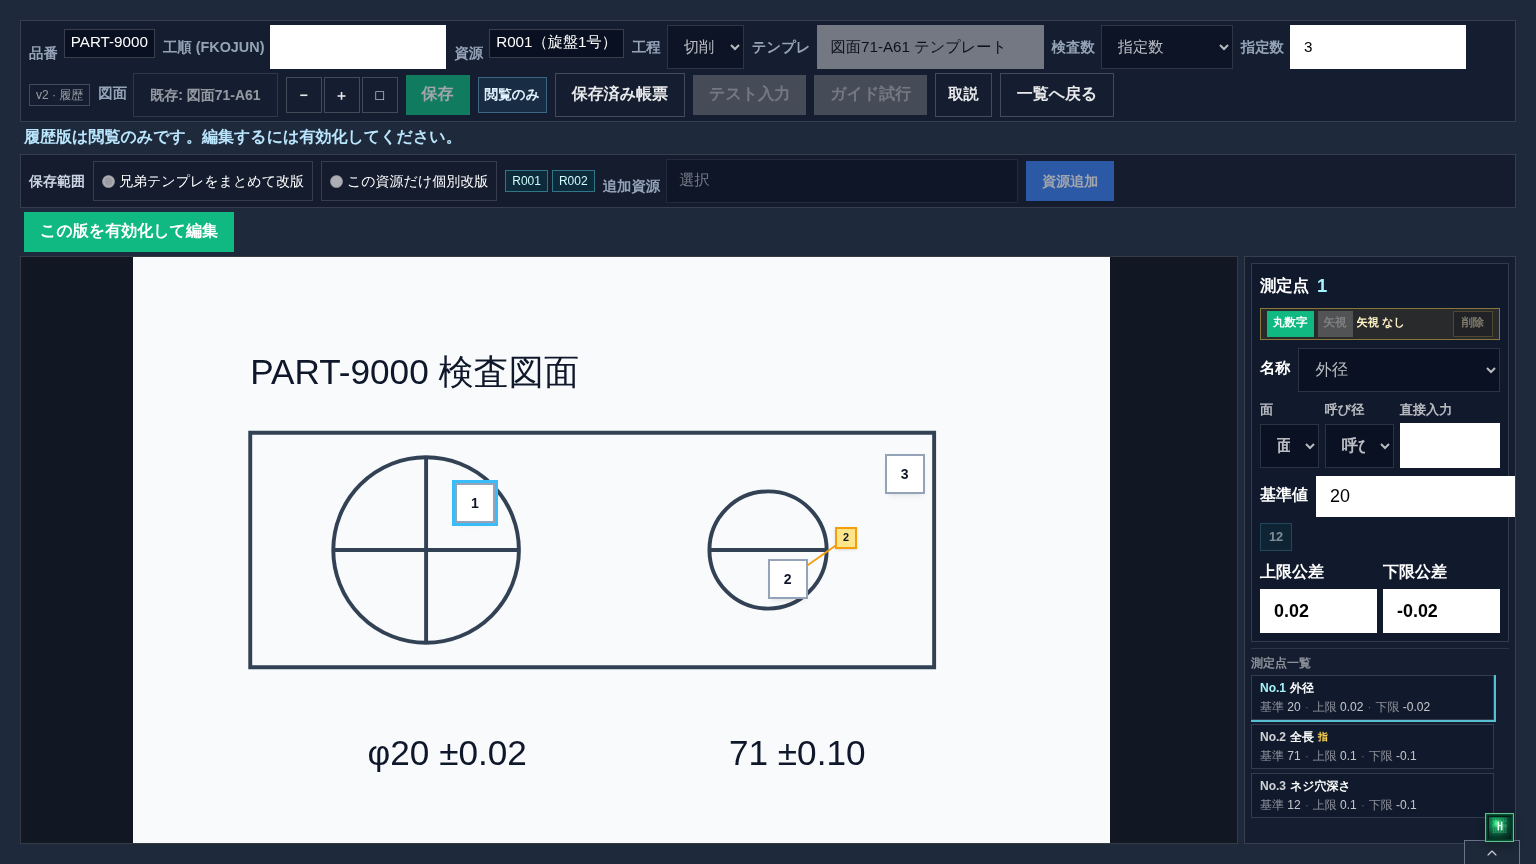 品番 PART-9000 工順 (FKOJUN) 資源 R001（旋盤1号） 工程 切削 テンプレ 図面71-A61 テンプレート 検査数 指定数 指定数 3
v2 · 履歴 図面 既存: 図面71-A61 − + □ 保存 閲覧のみ 保存済み帳票 テスト入力 ガイド試行 取説 一覧へ戻る
履歴版は閲覧のみです。編集するには有効化してください。
保存範囲 兄弟テンプレをまとめて改版 この資源だけ個別改版 R001 R002 追加資源 選択 資源追加
この版を有効化して編集
PART-9000 検査図面
1
3
2
2
φ20 ±0.02
71 ±0.10
測定点 1
丸数字 矢視 矢視 なし 削除
名称 外径
面 呼び径 直接入力
面 呼び
基準値 20
12
上限公差 下限公差
0.02 -0.02
測定点一覧
No.1 外径
基準 20 · 上限 0.02 · 下限 -0.02
No.2 全長 指
基準 71 · 上限 0.1 · 下限 -0.1
No.3 ネジ穴深さ
基準 12 · 上限 0.1 · 下限 -0.1